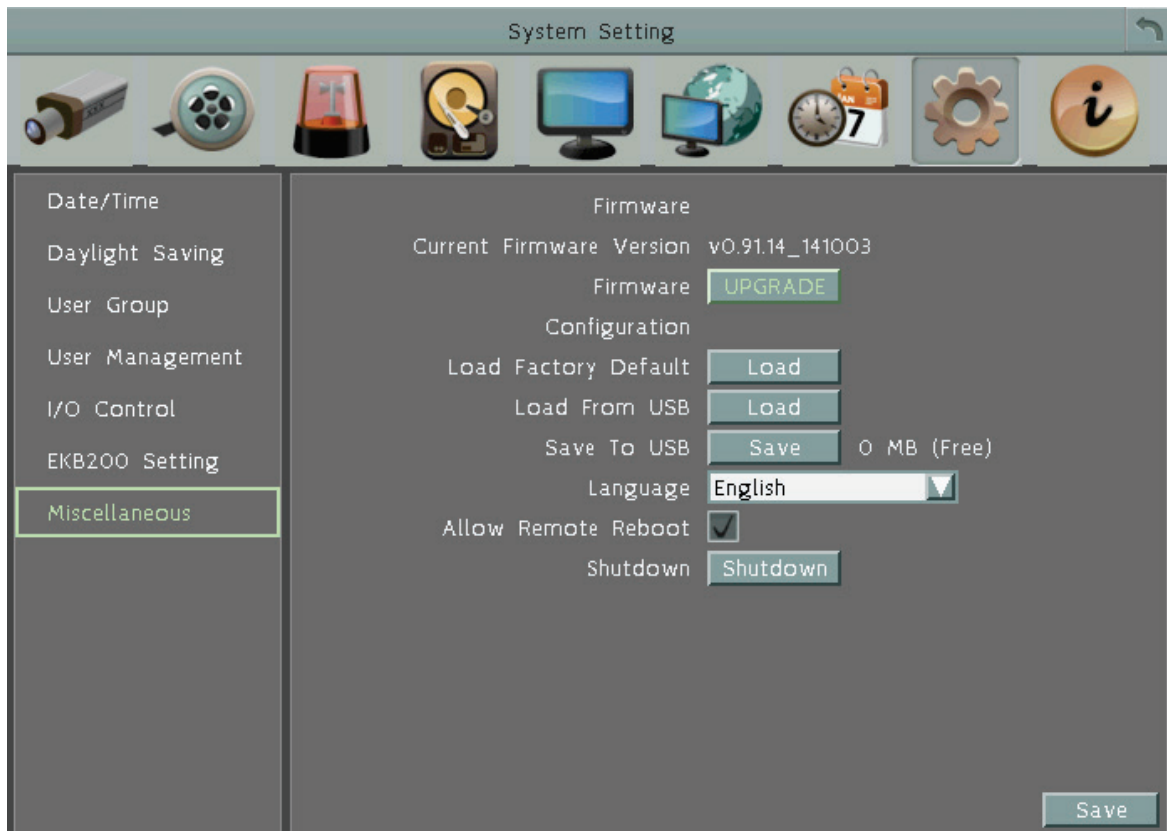 System Setting
JAN
7
i
Date/Time
Daylight Saving
User Group
User Management
I/O Control
EKB200 Setting
Miscellaneous
Firmware
Current Firmware Version v0.91.14_141003
Firmware UPGRADE
Configuration
Load Factory Default Load
Load From USB Load
Save To USB Save 0 MB (Free)
Language English
Allow Remote Reboot
Shutdown Shutdown
Save